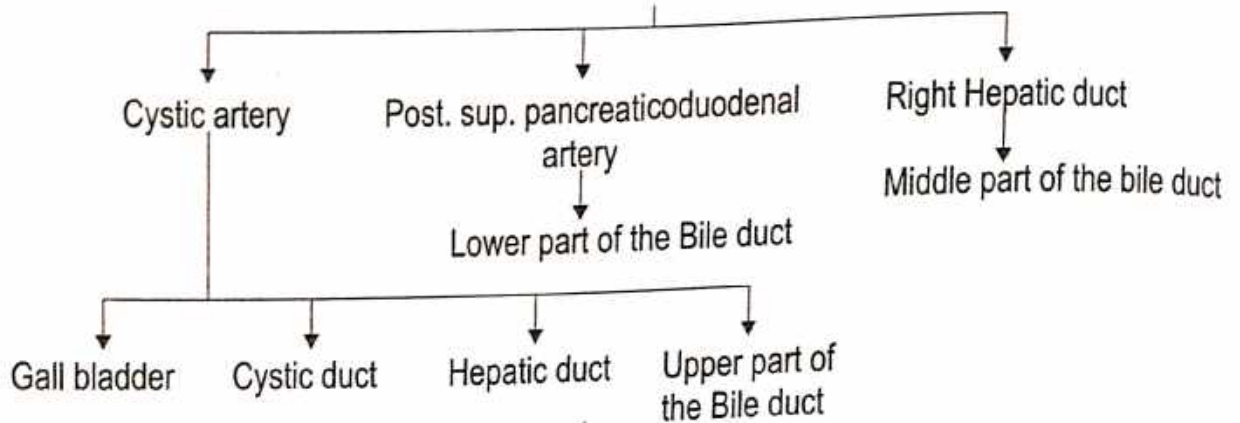 Cystic artery
Post. sup. pancreaticoduodenal
artery
Right Hepatic duct
Middle part of the bile duct
Lower part of the Bile duct
Gall bladder
Cystic duct
Hepatic duct
Upper part of
the Bile duct